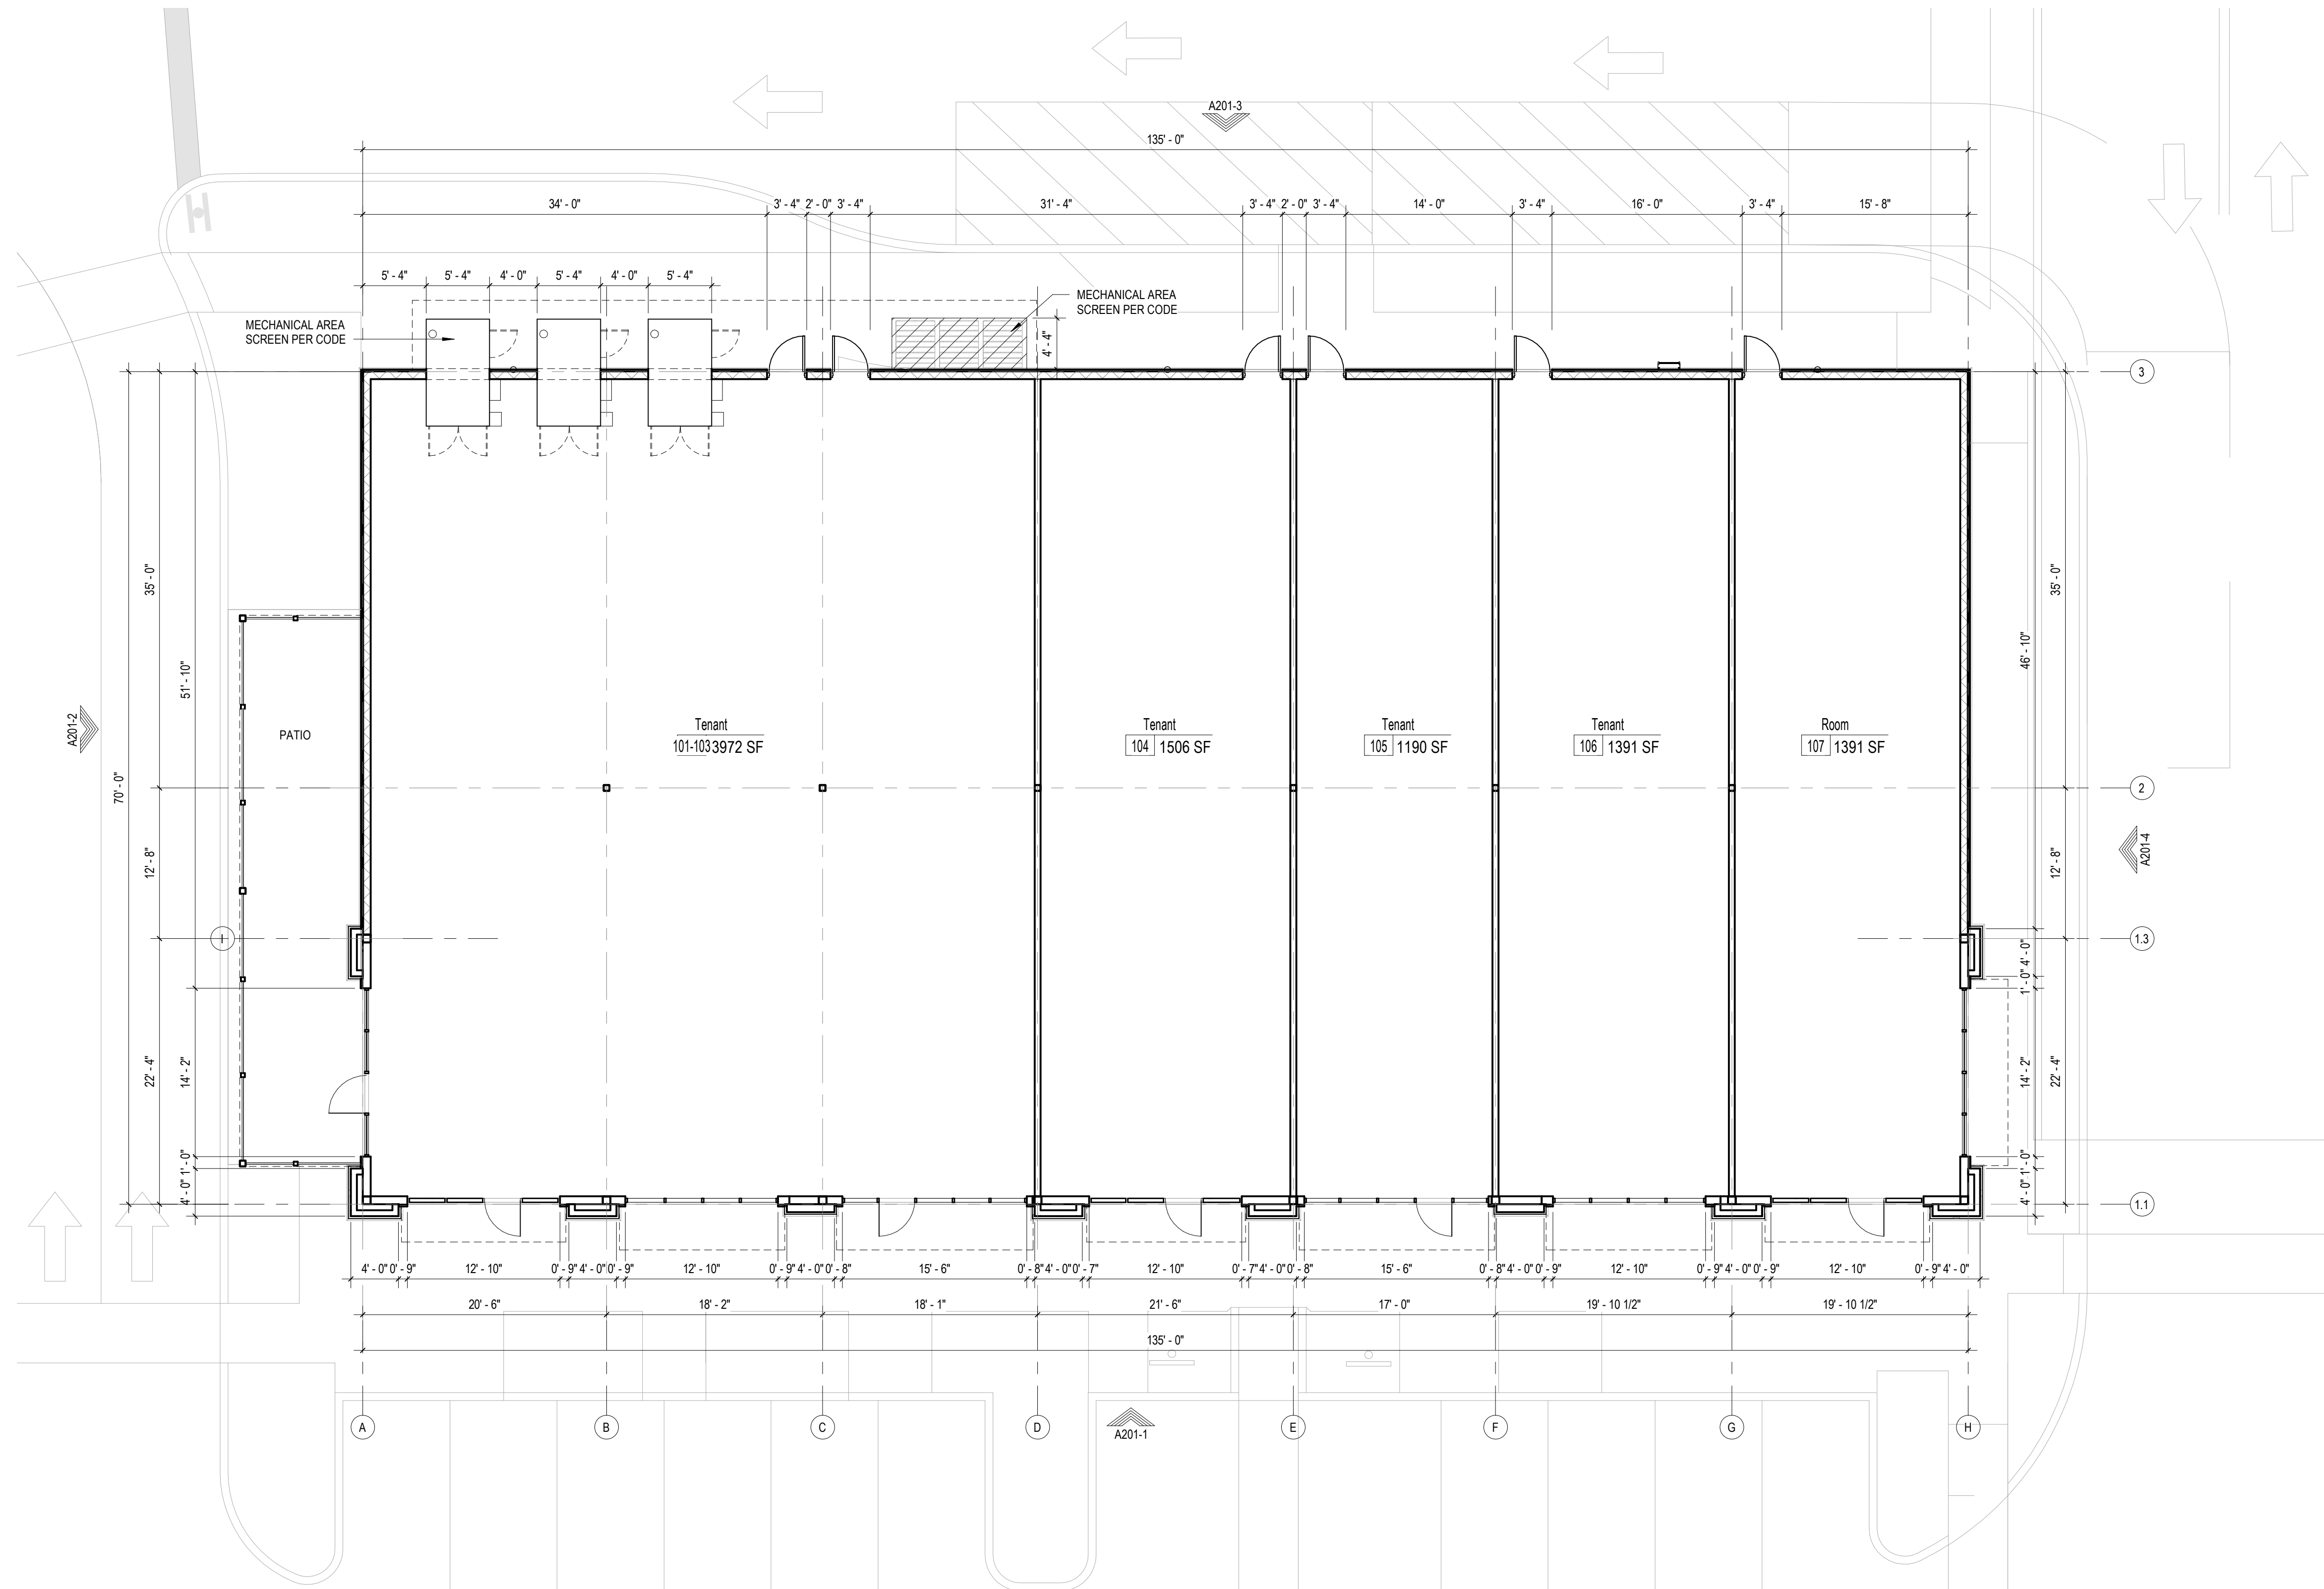 A201-3
135' - 0"
34' - 0"
3' - 4"
2' - 0"
3' - 4"
31' - 4"
3' - 4"
2' - 0"
3' - 4"
14' - 0"
3' - 4"
16' - 0"
3' - 4"
15' - 8"
5' - 4"
5' - 4"
4' - 0"
5' - 4"
4' - 0"
5' - 4"
MECHANICAL AREA
SCREEN PER CODE
MECHANICAL AREA
SCREEN PER CODE
4' - 4"
3
35' - 0"
51' - 10"
70' - 0"
A201-2
PATIO
Tenant
101-103 3972 SF
Tenant
104 1506 SF
Tenant
105 1190 SF
Tenant
106 1391 SF
Room
107 1391 SF
35' - 0"
46' - 10"
2
12' - 8"
12' - 8"
A201-4
I
1.3
4' - 0"
1' - 0"
22' - 4"
14' - 2"
14' - 2"
22' - 4"
1' - 0"
4' - 0"
1' - 0"
4' - 0"
1.1
4' - 0"
0' - 9"
12' - 10"
0' - 9"
4' - 0"
0' - 9"
12' - 10"
0' - 9"
4' - 0"
0' - 8"
15' - 6"
0' - 8"
4' - 0"
0' - 7"
12' - 10"
0' - 7"
4' - 0"
0' - 8"
15' - 6"
0' - 8"
4' - 0"
0' - 9"
12' - 10"
0' - 9"
4' - 0"
0' - 9"
12' - 10"
0' - 9"
4' - 0"
20' - 6"
18' - 2"
18' - 1"
21' - 6"
17' - 0"
19' - 10 1/2"
19' - 10 1/2"
135' - 0"
A
B
C
D
E
F
G
H
A201-1